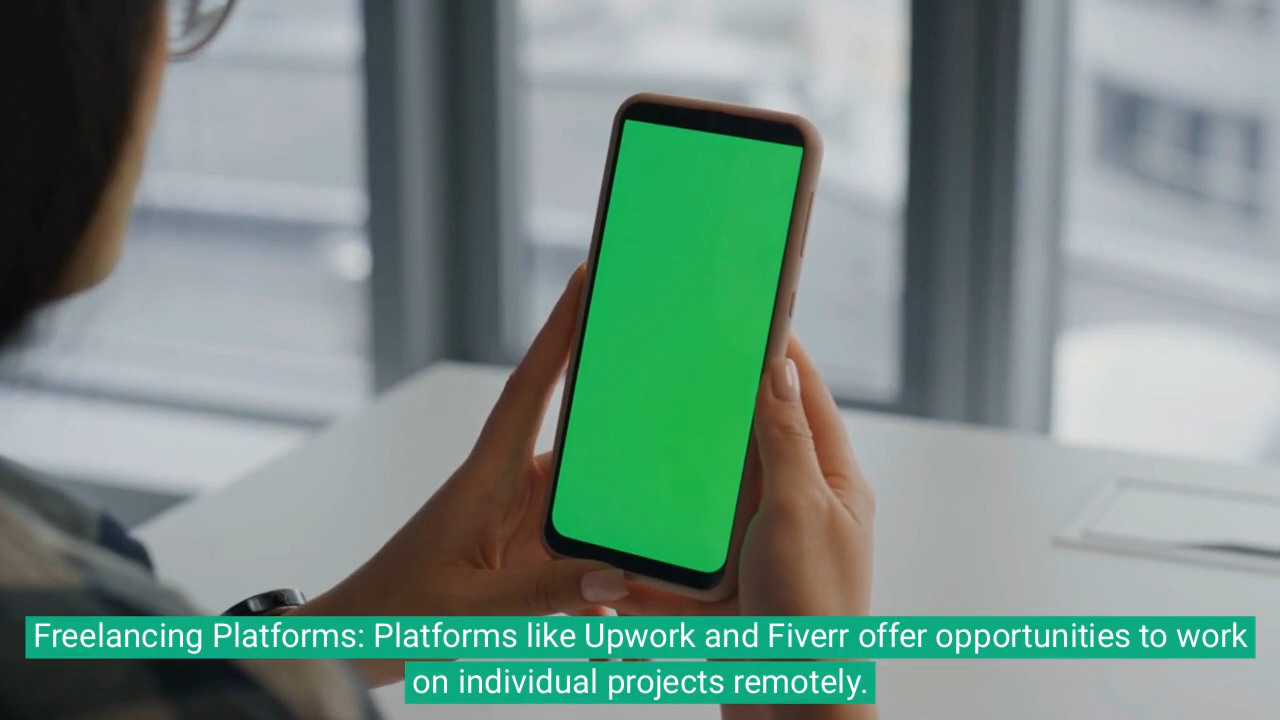 Freelancing Platforms: Platforms like Upwork and Fiverr offer opportunities to work
on individual projects remotely.